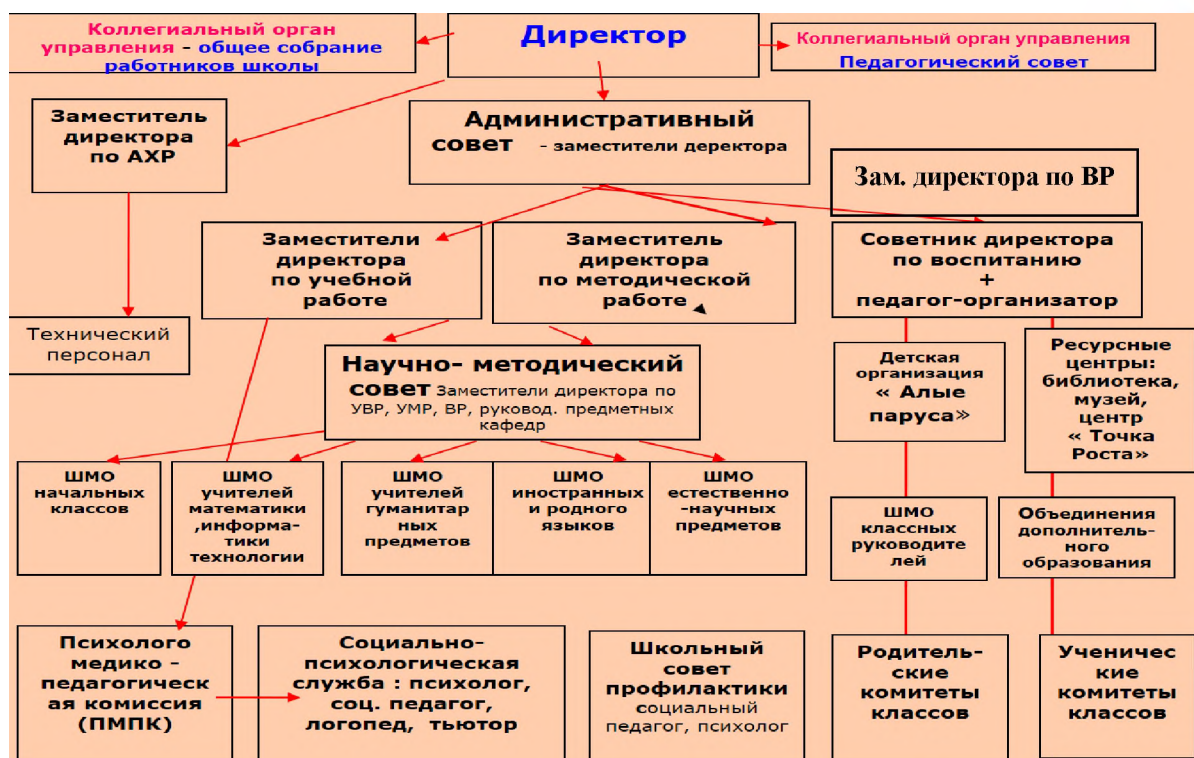 Коллегиальный орган
управления - общее собрание
работников школы
Директор
Коллегиальный орган управления
Педагогический совет
Заместитель
директора
по АХР
Административный
совет - заместители деректора
Зам. директора по ВР
Заместители
директора
по учебной
работе
Заместитель
директора
по методической
работе
Советник директора
по воспитанию
+
педагог-организатор
Технический
персонал
Научно- методический
совет Заместители директора по
УВР, УМР, ВР, руковод. предметных
кафедр
Детская
организация
« Алые
паруса»
Ресурсные
центры:
библиотека,
музей,
центр
« Точка
Роста»
ШМО
начальных
классов
ШМО
учителей
математики
,информа-
тики
технологии
ШМО
учителей
гуманитар
ных
предметов
ШМО
иностранных
и родного
языков
ШМО
естественно
-научных
предметов
ШМО
классных
руководите
лей
Объединения
дополнитель-
ного
образования
Психолого
медико -
педагогическ
ая комиссия
(ПМПК)
Социально-
психологическая
служба : психолог,
соц. педагог,
логопед, тьютор
Школьный
совет
профилактики
социальный
педагог, психолог
Родитель-
ские
комитеты
классов
Ученичес
кие
комитеты
классов